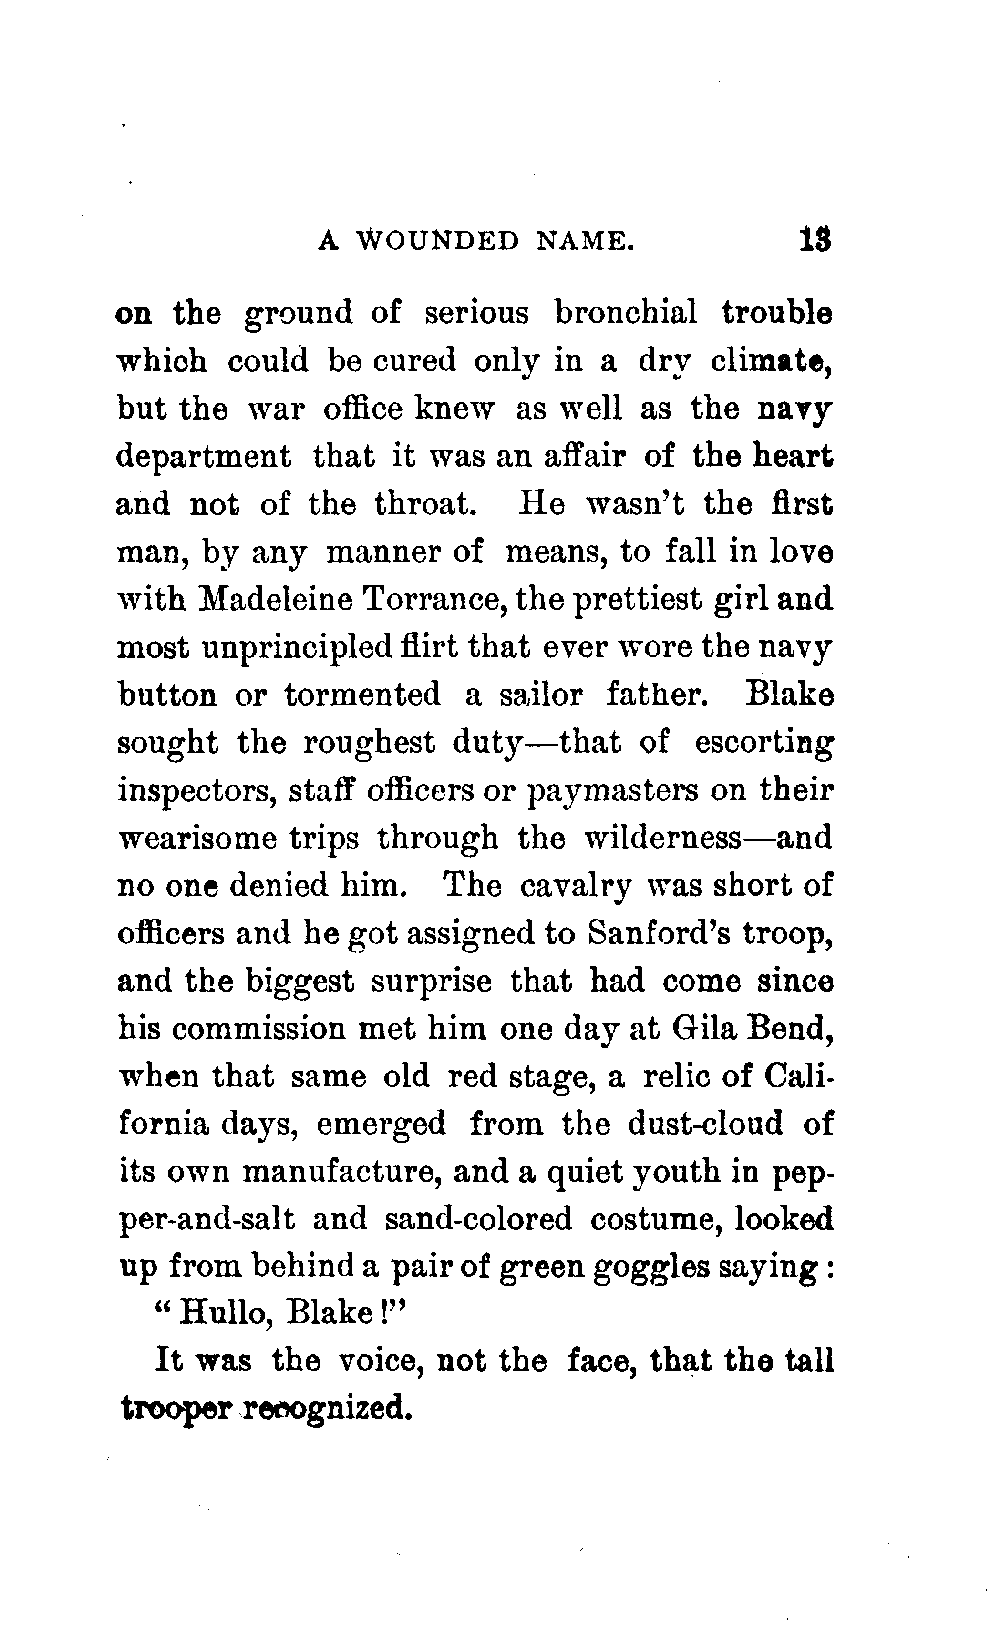 A WOUNDED NAME. 13
on the ground of serious bronchial trouble
which could be cured only in a dry climate,
but the war office knew as well as the navy
department that it was an affair of the heart
and not of the throat. He wasn't the first
man, by any manner of means, to fall in love
with Madeleine Torrance, the prettiest girl and
most unprincipled flirt that ever wore the navy
button or tormented a sailor father. Blake
sought the roughest duty—that of escorting
inspectors, staff officers or paymasters on their
wearisome trips through the wilderness—and
no one denied him. The cavalry was short of
officers and he got assigned to Sanford's troop,
and the biggest surprise that had come since
his commission met him one day at Gila Bend,
when that same old red stage, a relic of Cali-
fornia days, emerged from the dust-cloud of
its own manufacture, and a quiet youth in pep-
per-and-salt and sand-colored costume, looked
up from behind a pair of green goggles saying:
"Hullo, Blake!"
It was the voice, not the face, that the tall
trooper recognized.